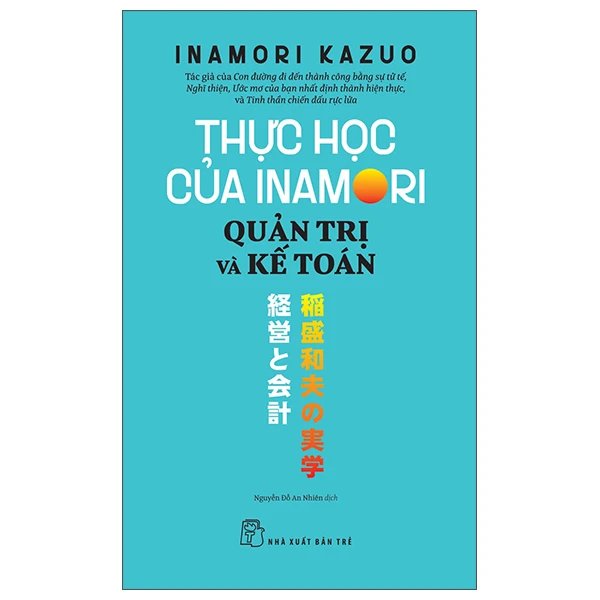 INAMORI KAZUO
Tác giả của Con đường đi đến thành công bằng sự tử tế,
Nghĩ thiện, Ước mơ của bạn nhất định thành hiện thực,
và Tinh thần chiến đấu rực lửa
THỰC HỌC
CỦA INAMORI
QUẢN TRỊ
VÀ KẾ TOÁN
稲盛和夫の実学
経営と会計
Nguyễn Đỗ An Nhiên dịch
NHÀ XUẤT BẢN TRẺ